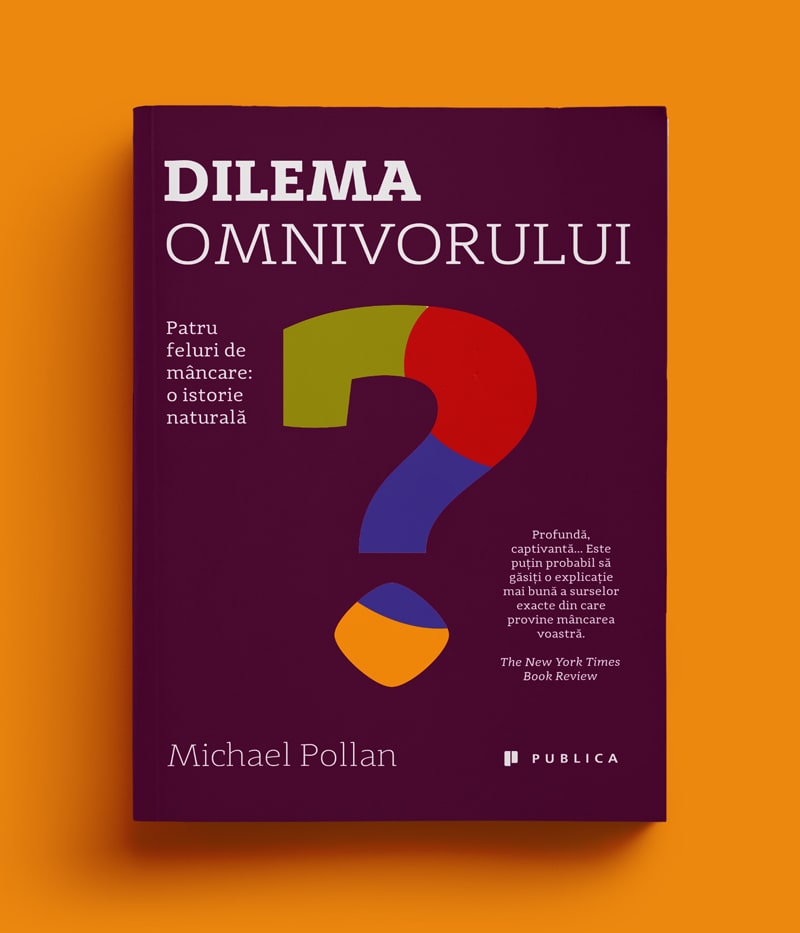 DILEMA
OMNIVORULUI
Patru
feluri de
mâncare:
o istorie
naturală
Profundă,
captivantă... Este
puțin probabil să
găsiți o explicație
mai bună a surselor
exacte din care
provine mâncarea
voastră.
The New York Times
Book Review
Michael Pollan
PUBLICA